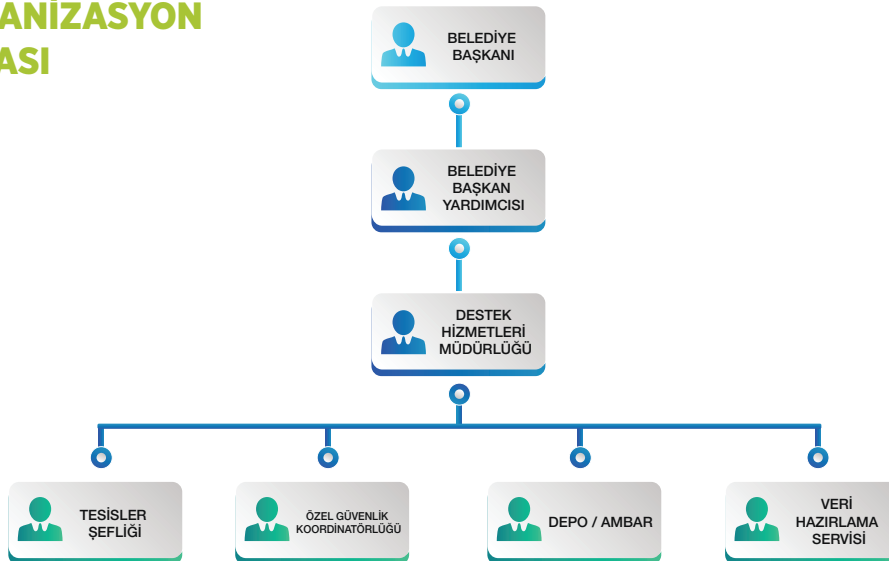 ANİZASYON
ASI
BELEDİYE
BAŞKANI
BELEDİYE
BAŞKAN
YARDIMCISI
DESTEK
HİZMETLERİ
MÜDÜRLÜĞÜ
TESİSLER
ŞEFLİĞİ
ÖZEL GÜVENLİK
KOORDİNATÖRLÜĞÜ
DEPO / AMBAR
VERİ
HAZIRLAMA
SERVİSİ